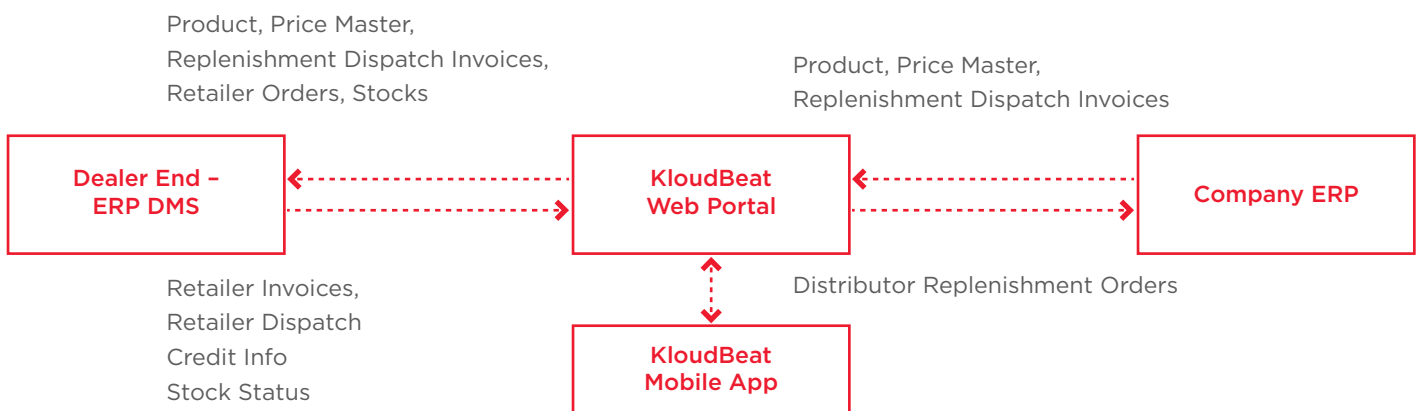 Product, Price Master,
Replenishment Dispatch Invoices,
Retailer Orders, Stocks
Product, Price Master,
Replenishment Dispatch Invoices
Dealer End –
ERP DMS
KloudBeat
Web Portal
Company ERP
Retailer Invoices,
Retailer Dispatch
Credit Info
Stock Status
Distributor Replenishment Orders
KloudBeat
Mobile App